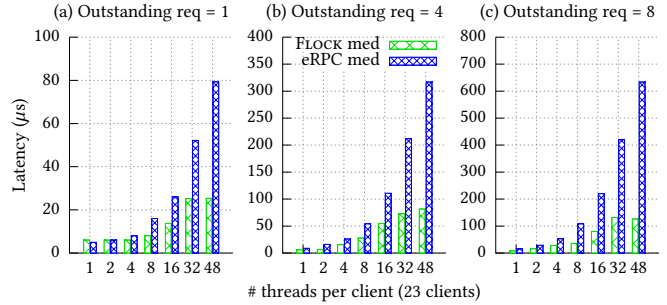 (a) Outstanding req = 1
(b) Outstanding req = 4
(c) Outstanding req = 8
Latency (μs)
100
80
60
40
20
0
1 2 4 8 16 32 48
FLOCK med
eRPC med
400
350
300
250
200
150
100
50
0
1 2 4 8 16 32 48
800
700
600
500
400
300
200
100
0
1 2 4 8 16 32 48
# threads per client (23 clients)